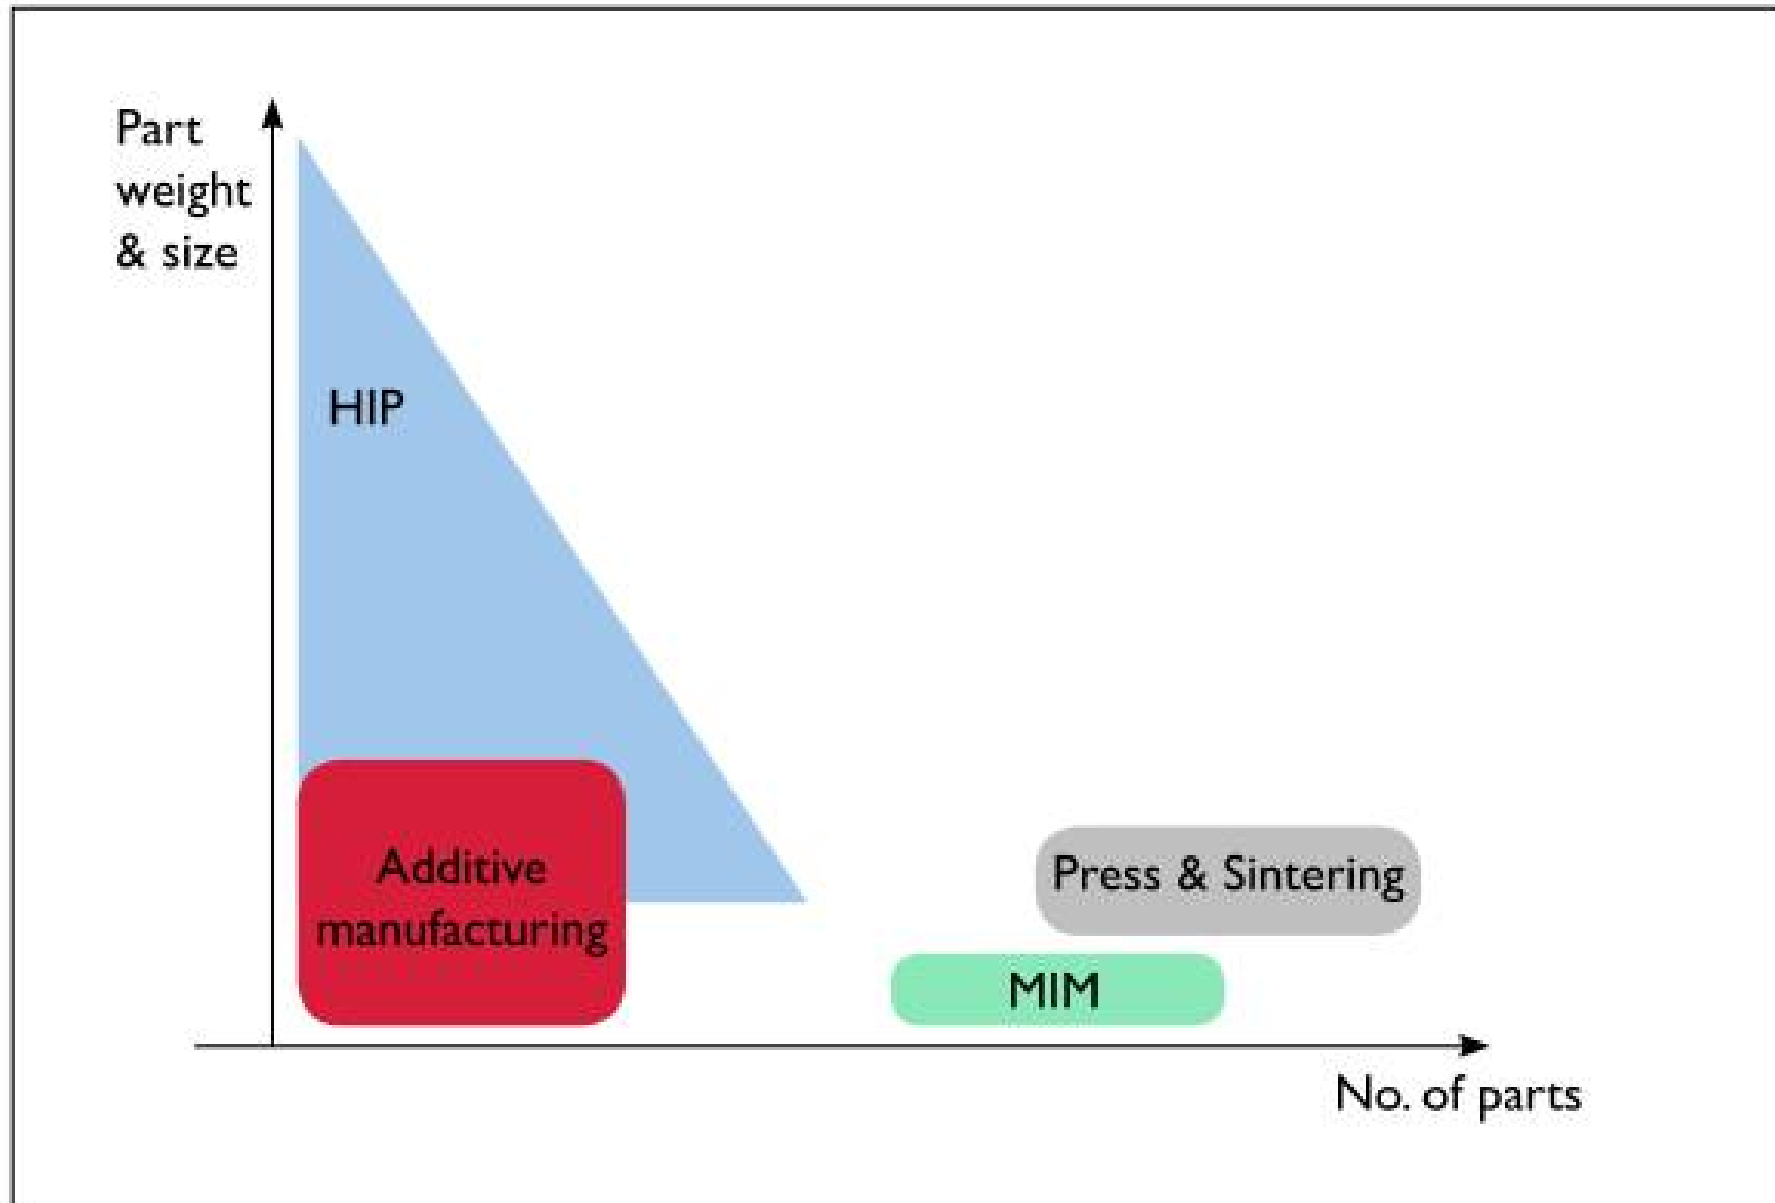 Part
weight
& size
HIP
Additive
manufacturing
Press & Sintering
MIM
No. of parts